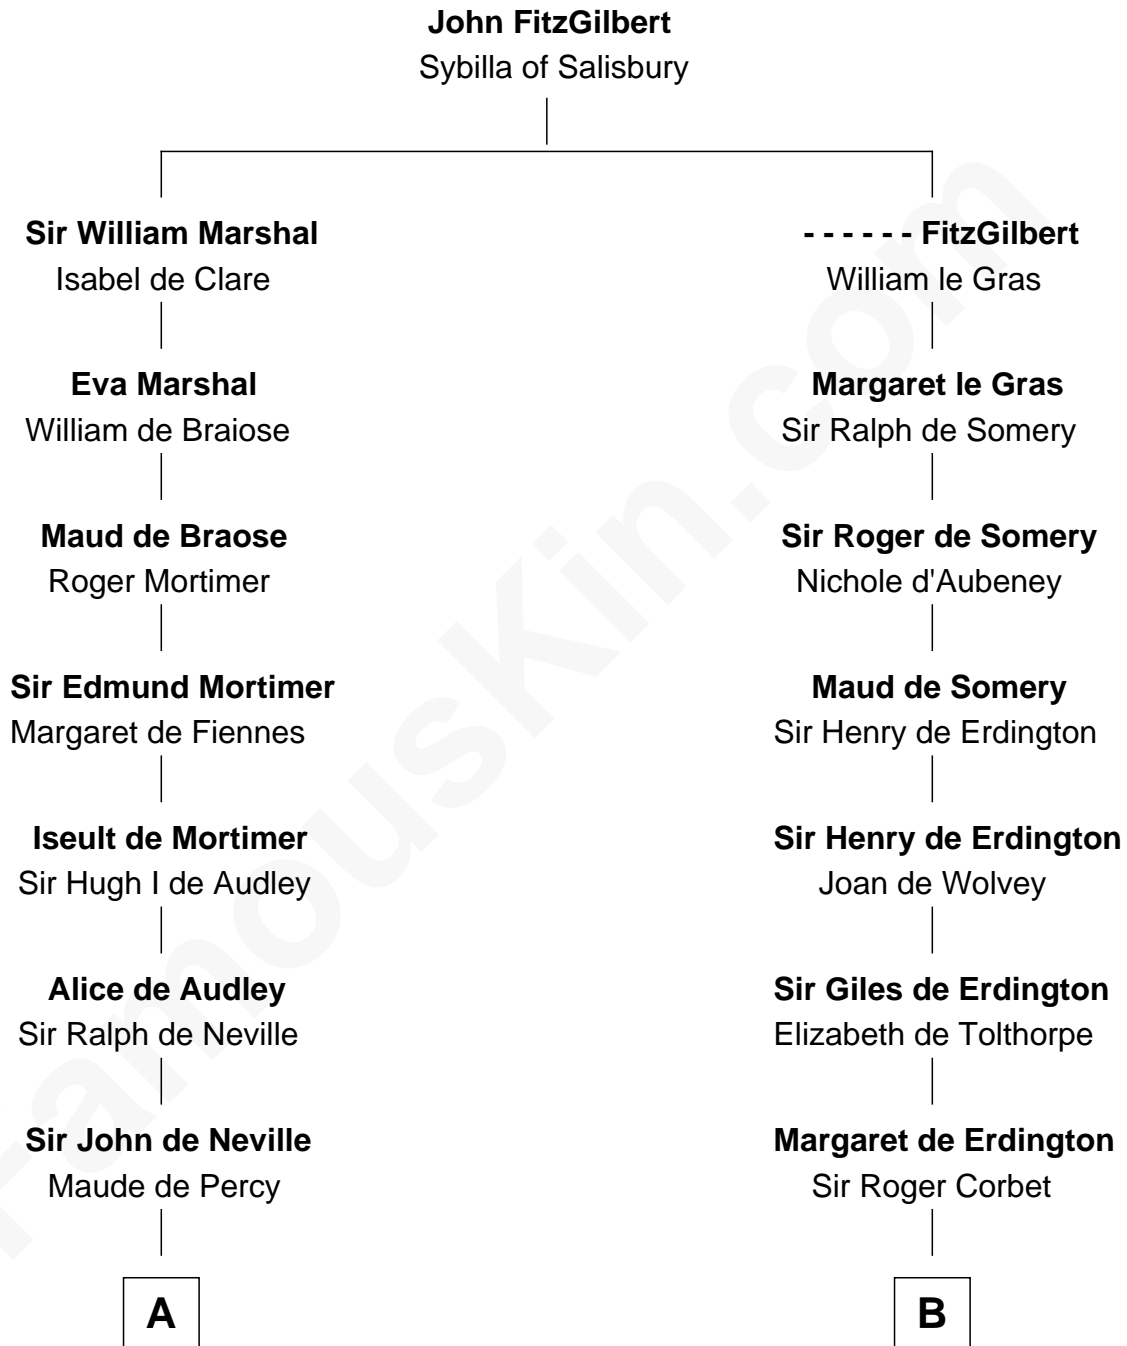 John FitzGilbert
Sybilla of Salisbury
Sir William Marshal
Isabel de Clare
- - - - - - FitzGilbert
William le Gras
Eva Marshal
William de Braiose
Margaret le Gras
Sir Ralph de Somery
Maud de Braose
Roger Mortimer
Sir Roger de Somery
Nichole d'Aubeney
Sir Edmund Mortimer
Margaret de Fiennes
Maud de Somery
Sir Henry de Erdington
Iseult de Mortimer
Sir Hugh I de Audley
Sir Henry de Erdington
Joan de Wolvey
Alice de Audley
Sir Ralph de Neville
Sir Giles de Erdington
Elizabeth de Tolthorpe
Sir John de Neville
Maude de Percy
Margaret de Erdington
Sir Roger Corbet
A
B
FamousKin.com